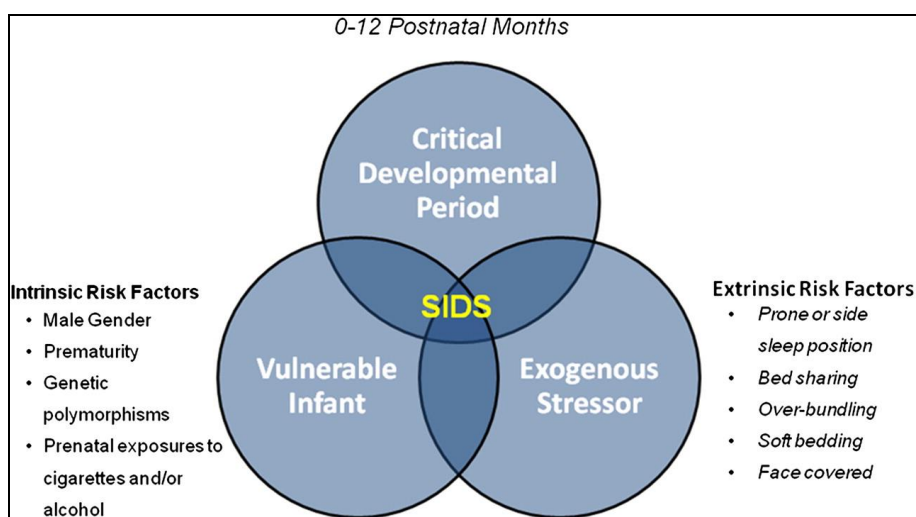 0-12 Postnatal Months
Critical
Developmental
Period
SIDS
Vulnerable
Infant
Exogenous
Stressor
Intrinsic Risk Factors
• Male Gender
• Prematurity
• Genetic
polymorphisms
• Prenatal exposures to
cigarettes and/or
alcohol
Extrinsic Risk Factors
• Prone or side
sleep position
• Bed sharing
• Over-bundling
• Soft bedding
• Face covered